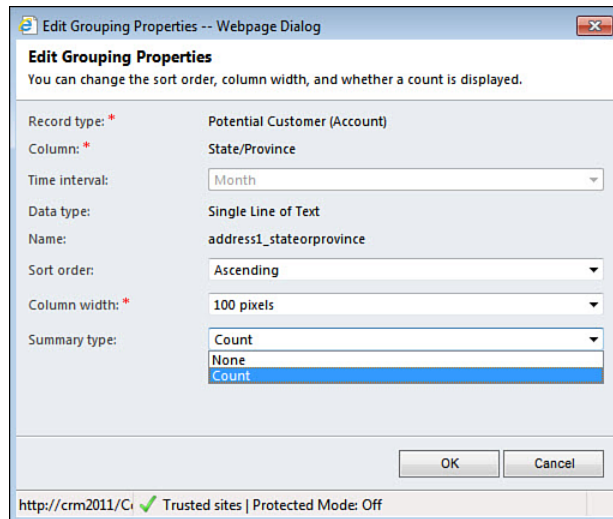 Edit Grouping Properties -- Webpage Dialog
Edit Grouping Properties
You can change the sort order, column width, and whether a count is displayed.
Record type: * Potential Customer (Account)
Column: * State/Province
Time interval: Month
Data type: Single Line of Text
Name: address1_stateorprovince
Sort order: Ascending
Column width: * 100 pixels
Summary type: Count
None
Count
OK Cancel
http://crm2011/C Trusted sites | Protected Mode: Off